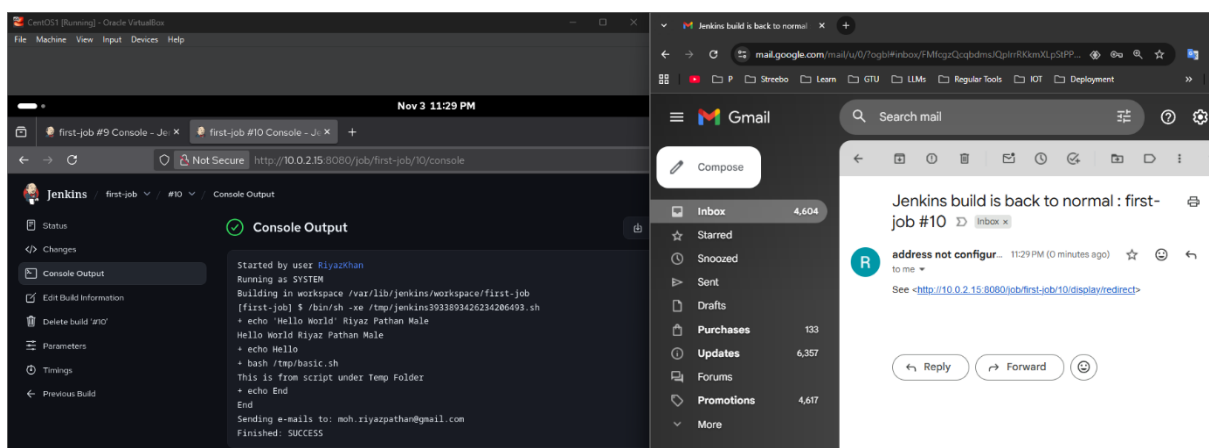 CentOS1 [Running] - Oracle VirtualBox
File Machine View Input Devices Help
Nov 3 11:29 PM
first-job #9 Console - Je
first-job #10 Console - Je
Not Secure http://10.0.2.15:8080/job/first-job/10/console
Jenkins / first-job / #10 / Console Output
Status
Changes
Console Output
Edit Build Information
Delete build '#10'
Parameters
Timings
Previous Build
Console Output
Started by user RiyazKhan
Running as SYSTEM
Building in workspace /var/lib/jenkins/workspace/first-job
[first-job] $ /bin/sh -xe /tmp/jenkins3933893426234206493.sh
+ echo 'Hello World' Riyaz Pathan Male
Hello World Riyaz Pathan Male
+ echo Hello
+ bash /tmp/basic.sh
This is from script under Temp Folder
+ echo End
End
Sending e-mails to: moh.riyazpathan@gmail.com
Finished: SUCCESS
Jenkins build is back to normal
mail.google.com/mail/u/0/?ogbl#inbox/
P Streebo Learn GTU LLMs Regular Tools IOT Deployment
Gmail
Search mail
Compose
Inbox 4,604
Starred
Snoozed
Sent
Drafts
Purchases 133
Updates 6,357
Forums
Promotions 4,617
More
Jenkins build is back to normal : first-
job #10 Inbox x
R
address not configur... 11:29 PM (0 minutes ago)
to me
See <http://10.0.2.15:8080/job/first-job/10/display/redirect>
Reply
Forward